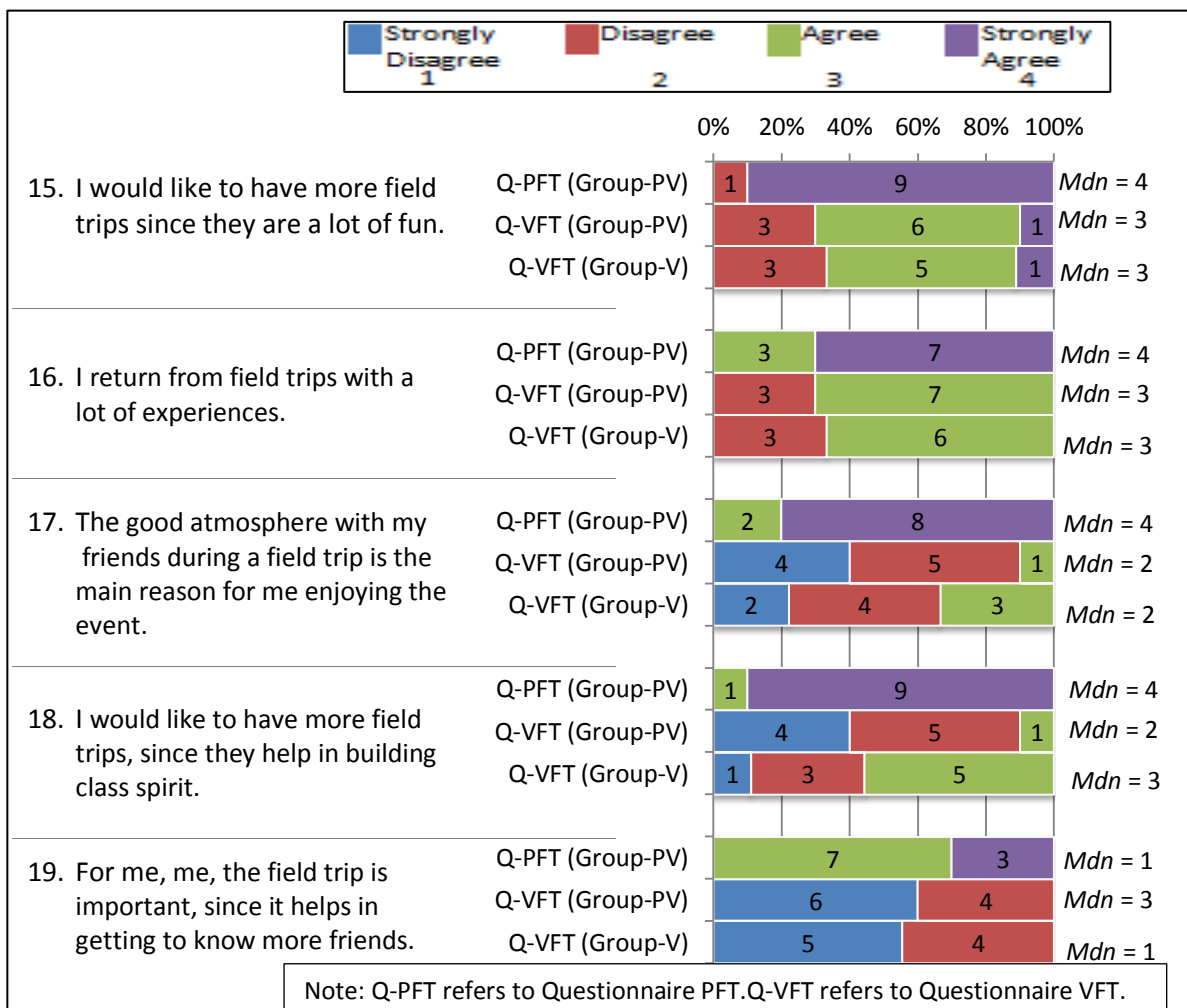 Strongly Disagree Agree Strongly
Disagree Agree
1 2 3 4
0% 20% 40% 60% 80% 100%
15. I would like to have more field
trips since they are a lot of fun.
Q-PFT (Group-PV) 1 9 Mdn = 4
Q-VFT (Group-PV) 3 6 1 Mdn = 3
Q-VFT (Group-V) 3 5 1 Mdn = 3
16. I return from field trips with a
lot of experiences.
Q-PFT (Group-PV) 3 7 Mdn = 4
Q-VFT (Group-PV) 3 7 Mdn = 3
Q-VFT (Group-V) 3 6 Mdn = 3
17. The good atmosphere with my
friends during a field trip is the
main reason for me enjoying the
event.
Q-PFT (Group-PV) 2 8 Mdn = 4
Q-VFT (Group-PV) 4 5 1 Mdn = 2
Q-VFT (Group-V) 2 4 3 Mdn = 2
18. I would like to have more field
trips, since they help in building
class spirit.
Q-PFT (Group-PV) 1 9 Mdn = 4
Q-VFT (Group-PV) 4 5 1 Mdn = 2
Q-VFT (Group-V) 1 3 5 Mdn = 3
19. For me, me, the field trip is
important, since it helps in
getting to know more friends.
Q-PFT (Group-PV) 7 3 Mdn = 1
Q-VFT (Group-PV) 6 4 Mdn = 3
Q-VFT (Group-V) 5 4 Mdn = 1
Note: Q-PFT refers to Questionnaire PFT.Q-VFT refers to Questionnaire VFT.